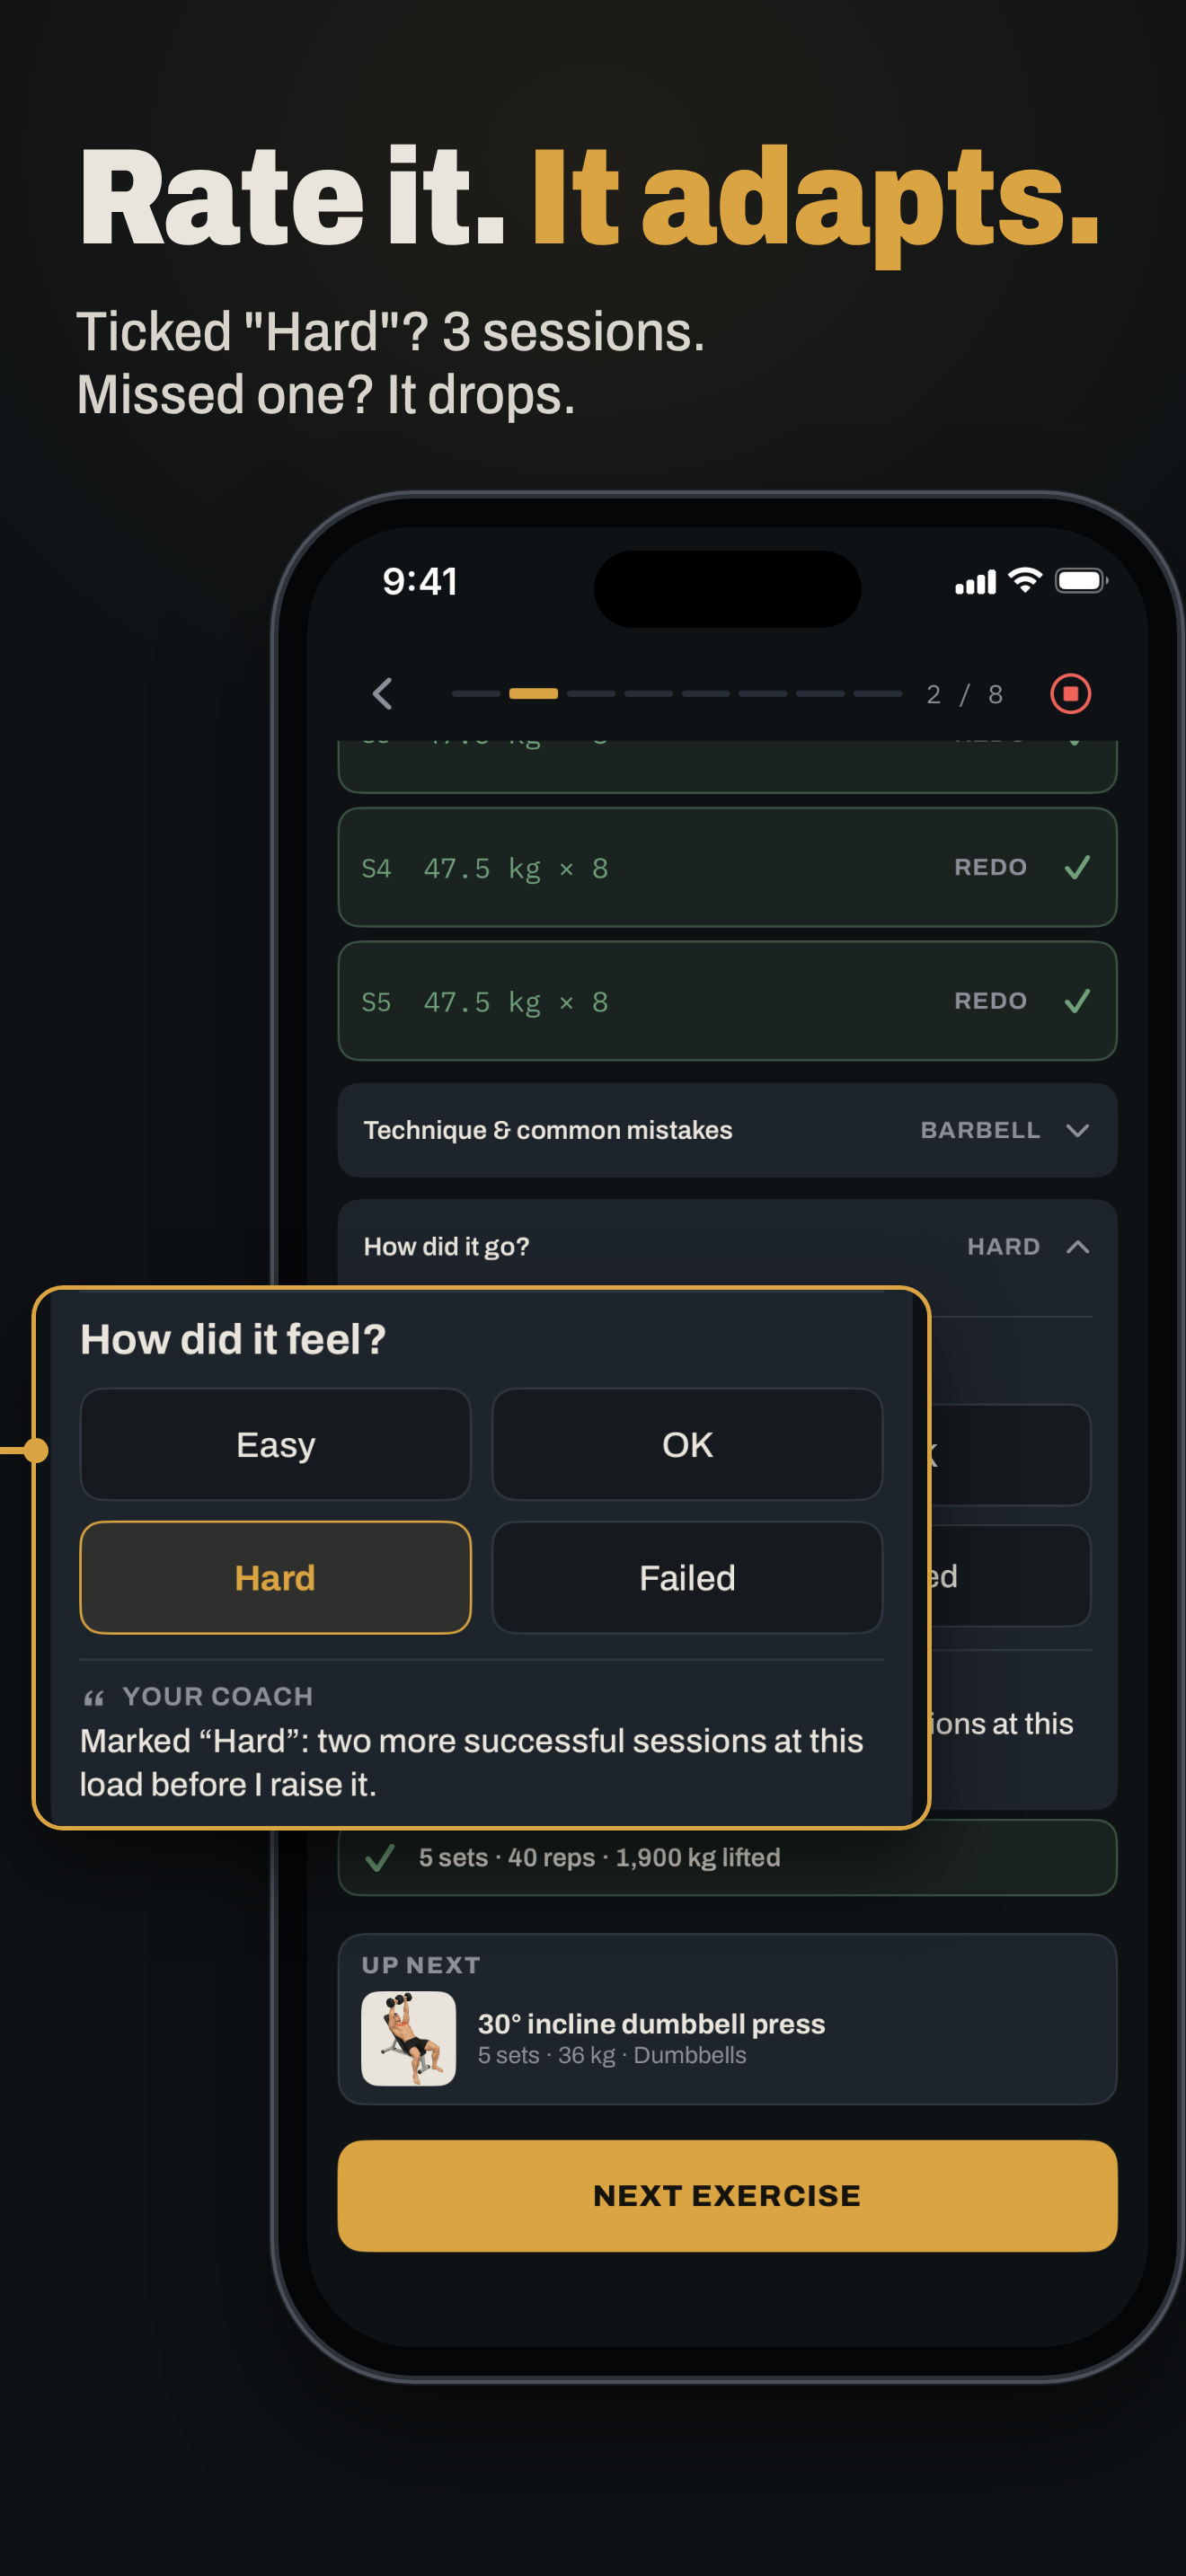 Rate it. It adapts.
Ticked "Hard"? 3 sessions.
Missed one? It drops.
9:41
2 / 8
S4 47.5 kg × 8 REDO
S5 47.5 kg × 8 REDO
Technique & common mistakes BARBELL
How did it go? HARD
How did it feel?
Easy OK
Hard Failed
“ YOUR COACH
Marked “Hard”: two more successful sessions at this
load before I raise it.
ions at this
5 sets · 40 reps · 1,900 kg lifted
UP NEXT
30° incline dumbbell press
5 sets · 36 kg · Dumbbells
NEXT EXERCISE